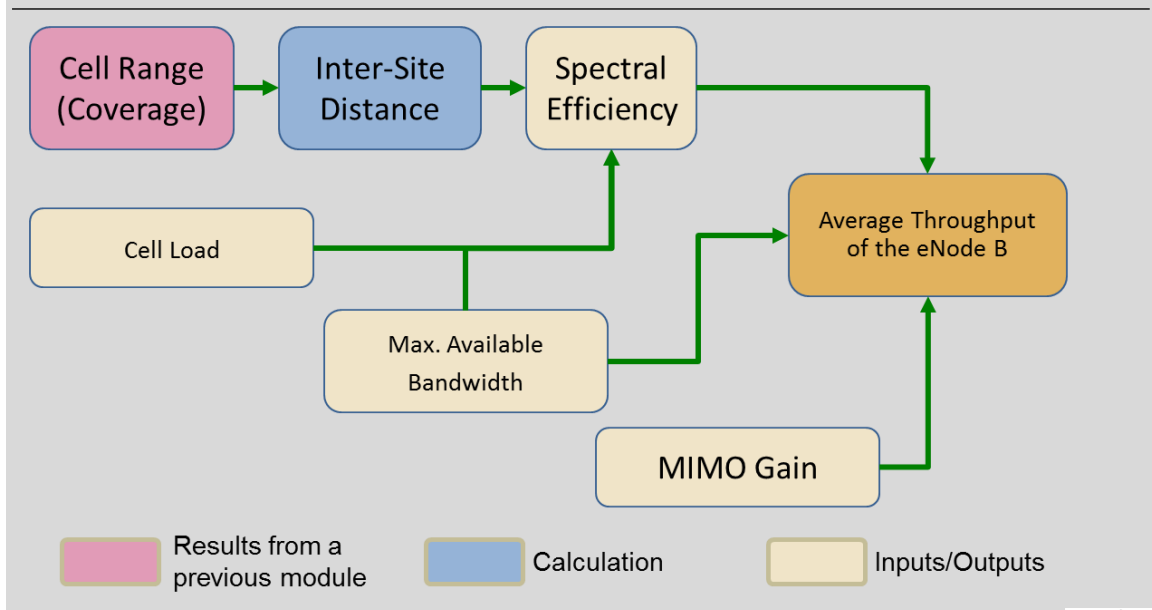 Cell Range
(Coverage)
Inter-Site
Distance
Spectral
Efficiency
Average Throughput
of the eNode B
Cell Load
Max. Available
Bandwidth
MIMO Gain
Results from a
previous module
Calculation
Inputs/Outputs